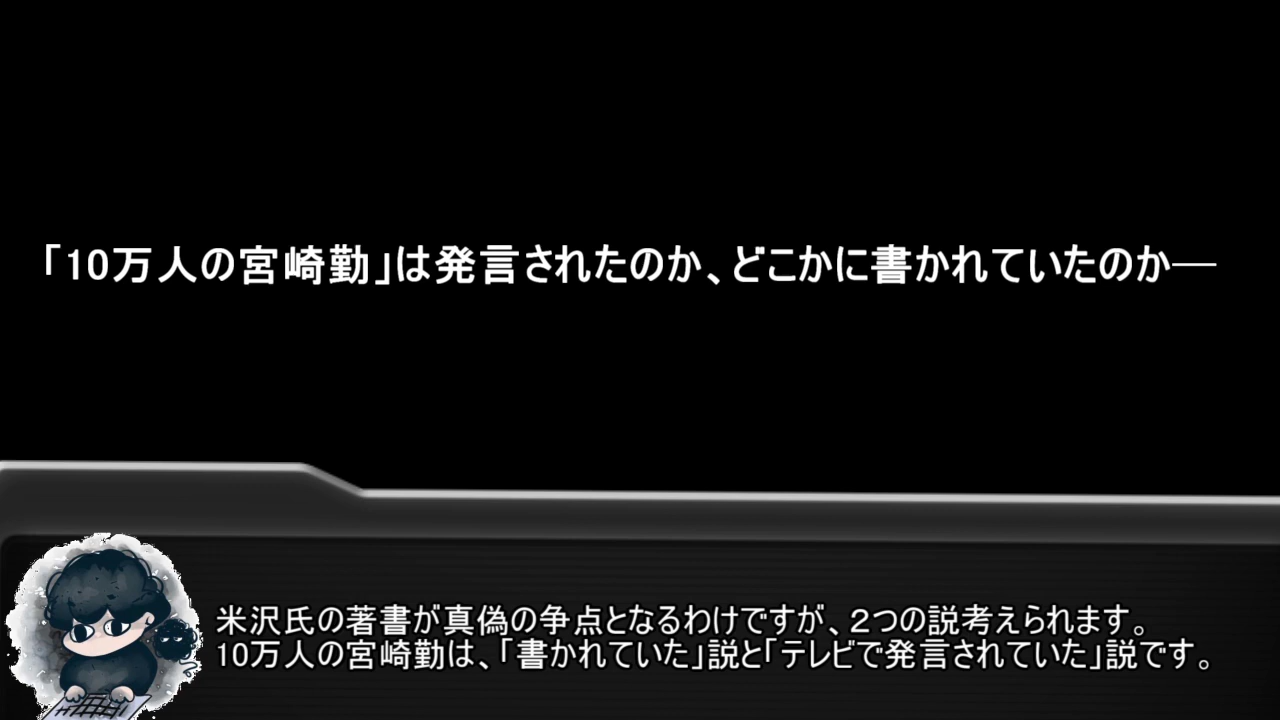 「10万人の宮崎勤」は発言されたのか、どこかに書かれていたのか―
米沢氏の著書が真偽の争点となるわけですが、２つの説考えられます。
10万人の宮崎勤は、「書かれていた」説と「テレビで発言されていた」説です。